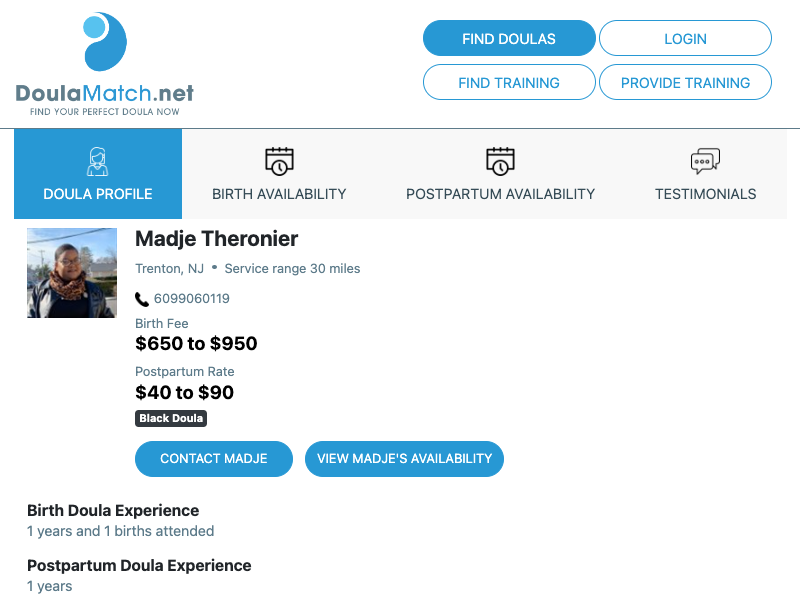 DoulaMatch.net
FIND YOUR PERFECT DOULA NOW
FIND DOULAS
LOGIN
FIND TRAINING
PROVIDE TRAINING
DOULA PROFILE
BIRTH AVAILABILITY
POSTPARTUM AVAILABILITY
TESTIMONIALS
Madje Theronier
Trenton, NJ • Service range 30 miles
6099060119
Birth Fee
$650 to $950
Postpartum Rate
$40 to $90
Black Doula
CONTACT MADJE
VIEW MADJE'S AVAILABILITY
Birth Doula Experience
1 years and 1 births attended
Postpartum Doula Experience
1 years